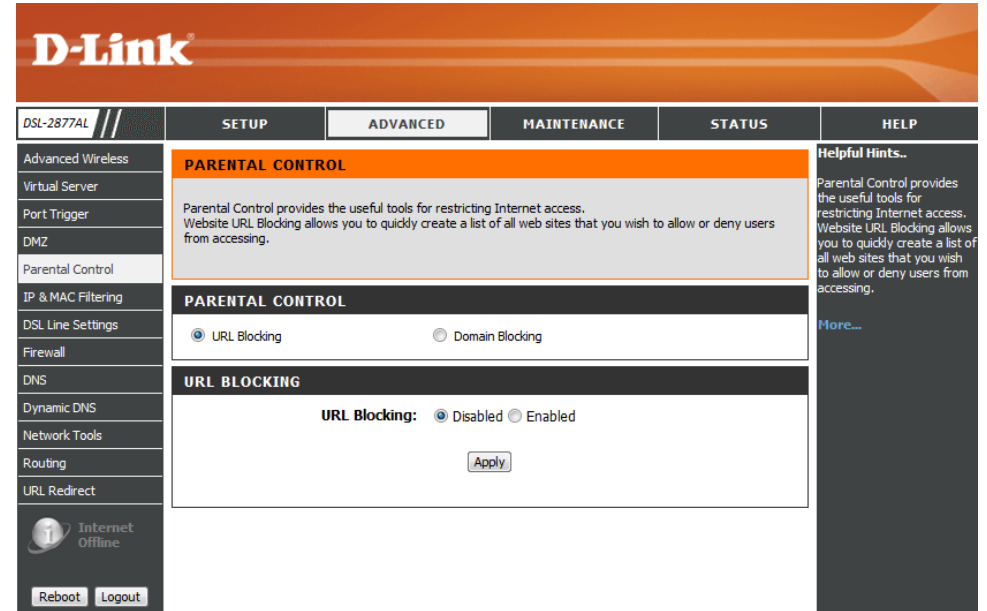 D-Link®
DSL-2877AL
SETUP
ADVANCED
MAINTENANCE
STATUS
HELP
Advanced Wireless
Virtual Server
Port Trigger
DMZ
Parental Control
IP & MAC Filtering
DSL Line Settings
Firewall
DNS
Dynamic DNS
Network Tools
Routing
URL Redirect
Internet
Offline
Reboot
Logout
PARENTAL CONTROL
Parental Control provides the useful tools for restricting Internet access.
Website URL Blocking allows you to quickly create a list of all web sites that you wish to allow or deny users
from accessing.
PARENTAL CONTROL
URL Blocking
Domain Blocking
URL BLOCKING
URL Blocking: Disabled Enabled
Apply
Helpful Hints..
Parental Control provides
the useful tools for
restricting Internet access.
Website URL Blocking allows
you to quickly create a list of
all web sites that you wish
to allow or deny users from
accessing.
More...